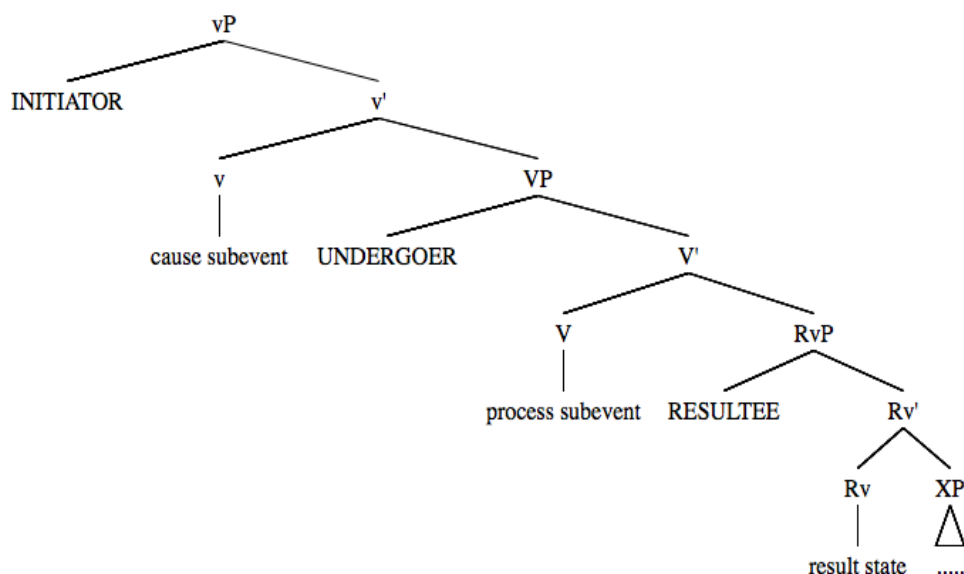 vP
INITIATOR v'
v VP
cause subevent UNDERGOER V'
V RvP
process subevent RESULTEE Rv'
Rv XP
result state .....